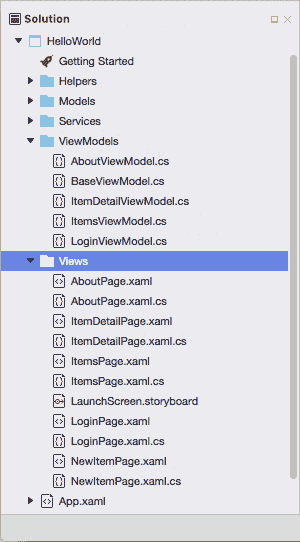 Solution
HelloWorld
Getting Started
Helpers
Models
Services
ViewModels
AboutViewModel.cs
BaseViewModel.cs
ItemDetailViewModel.cs
ItemsViewModel.cs
LoginViewModel.cs
Views
AboutPage.xaml
AboutPage.xaml.cs
ItemDetailPage.xaml
ItemDetailPage.xaml.cs
ItemsPage.xaml
ItemsPage.xaml.cs
LaunchScreen.storyboard
LoginPage.xaml
LoginPage.xaml.cs
NewItemPage.xaml
NewItemPage.xaml.cs
App.xaml